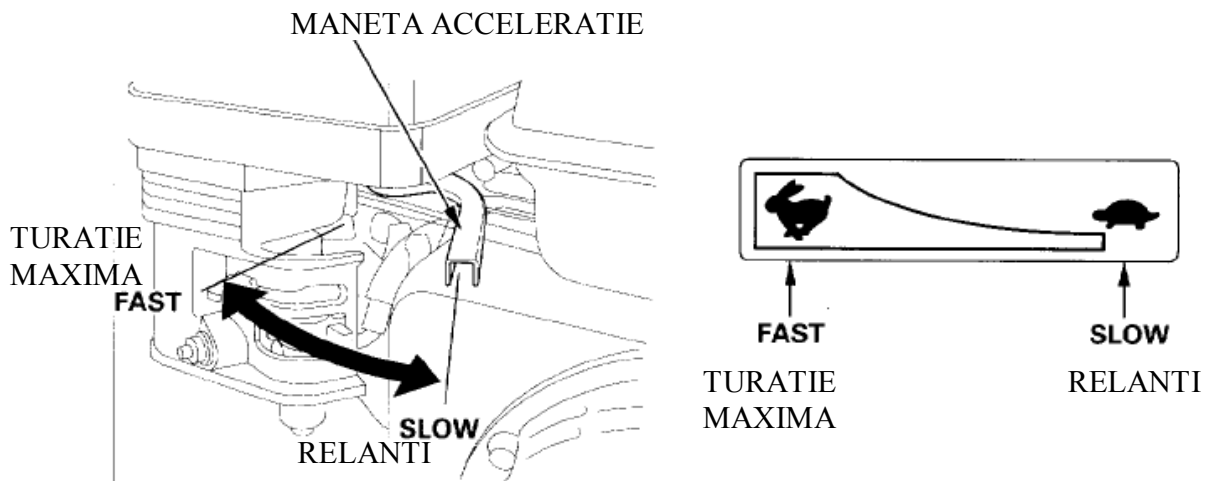 MANETA ACCELERATIE
TURATIE
MAXIMA
FAST
SLOW
RELANTI
FAST
SLOW
TURATIE
MAXIMA
RELANTI